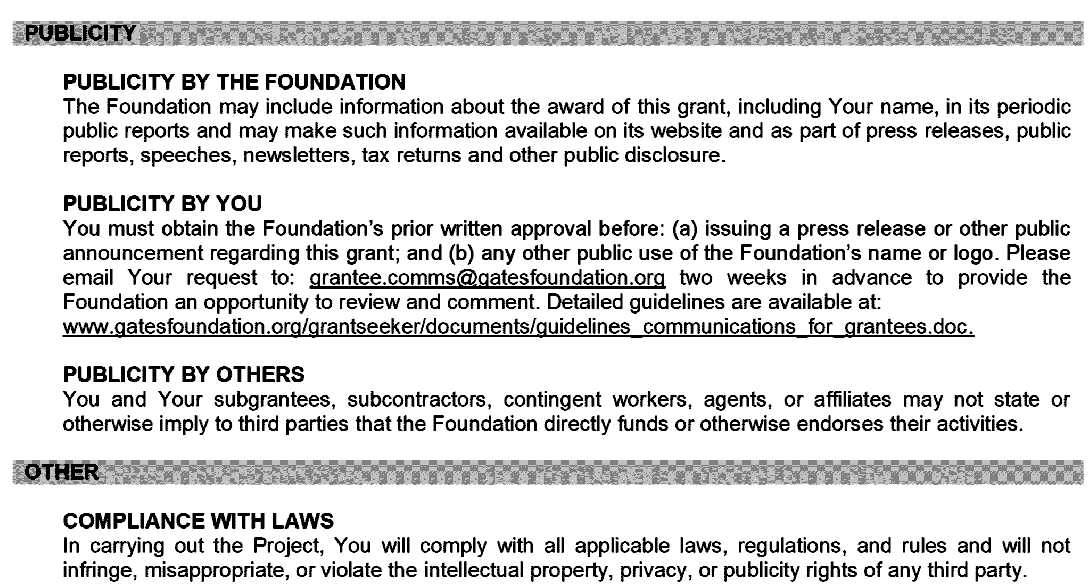 PUBLICITY
PUBLICITY BY THE FOUNDATION
The Foundation may include information about the award of this grant, including Your name, in its periodic
public reports and may make such information available on its website and as part of press releases, public
reports, speeches, newsletters, tax returns and other public disclosure.
PUBLICITY BY YOU
You must obtain the Foundation's prior written approval before: (a) issuing a press release or other public
announcement regarding this grant; and (b) any other public use of the Foundation's name or logo. Please
email Your request to: grantee.comms@gatesfoundation.org two weeks in advance to provide the
Foundation an opportunity to review and comment. Detailed guidelines are available at:
www.gatesfoundation.org/grantseeker/documents/guidelines_communications_for_grantees.doc.
PUBLICITY BY OTHERS
You and Your subgrantees, subcontractors, contingent workers, agents, or affiliates may not state or
otherwise imply to third parties that the Foundation directly funds or otherwise endorses their activities.
OTHER
COMPLIANCE WITH LAWS
In carrying out the Project, You will comply with all applicable laws, regulations, and rules and will not
infringe, misappropriate, or violate the intellectual property, privacy, or publicity rights of any third party.